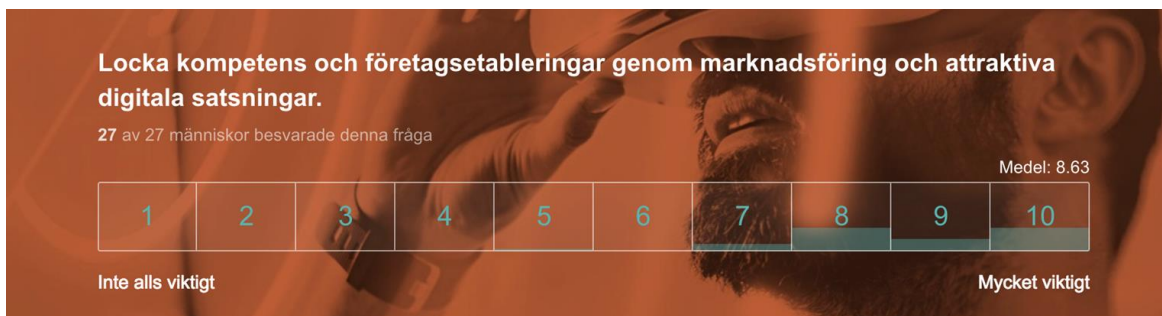 Locka kompetens och företagsetableringar genom marknadsföring och attraktiva
digitala satsningar.
27 av 27 människor besvarade denna fråga
Medel: 8.63
1 2 3 4 5 6 7 8 9 10
Inte alls viktigt Mycket viktigt